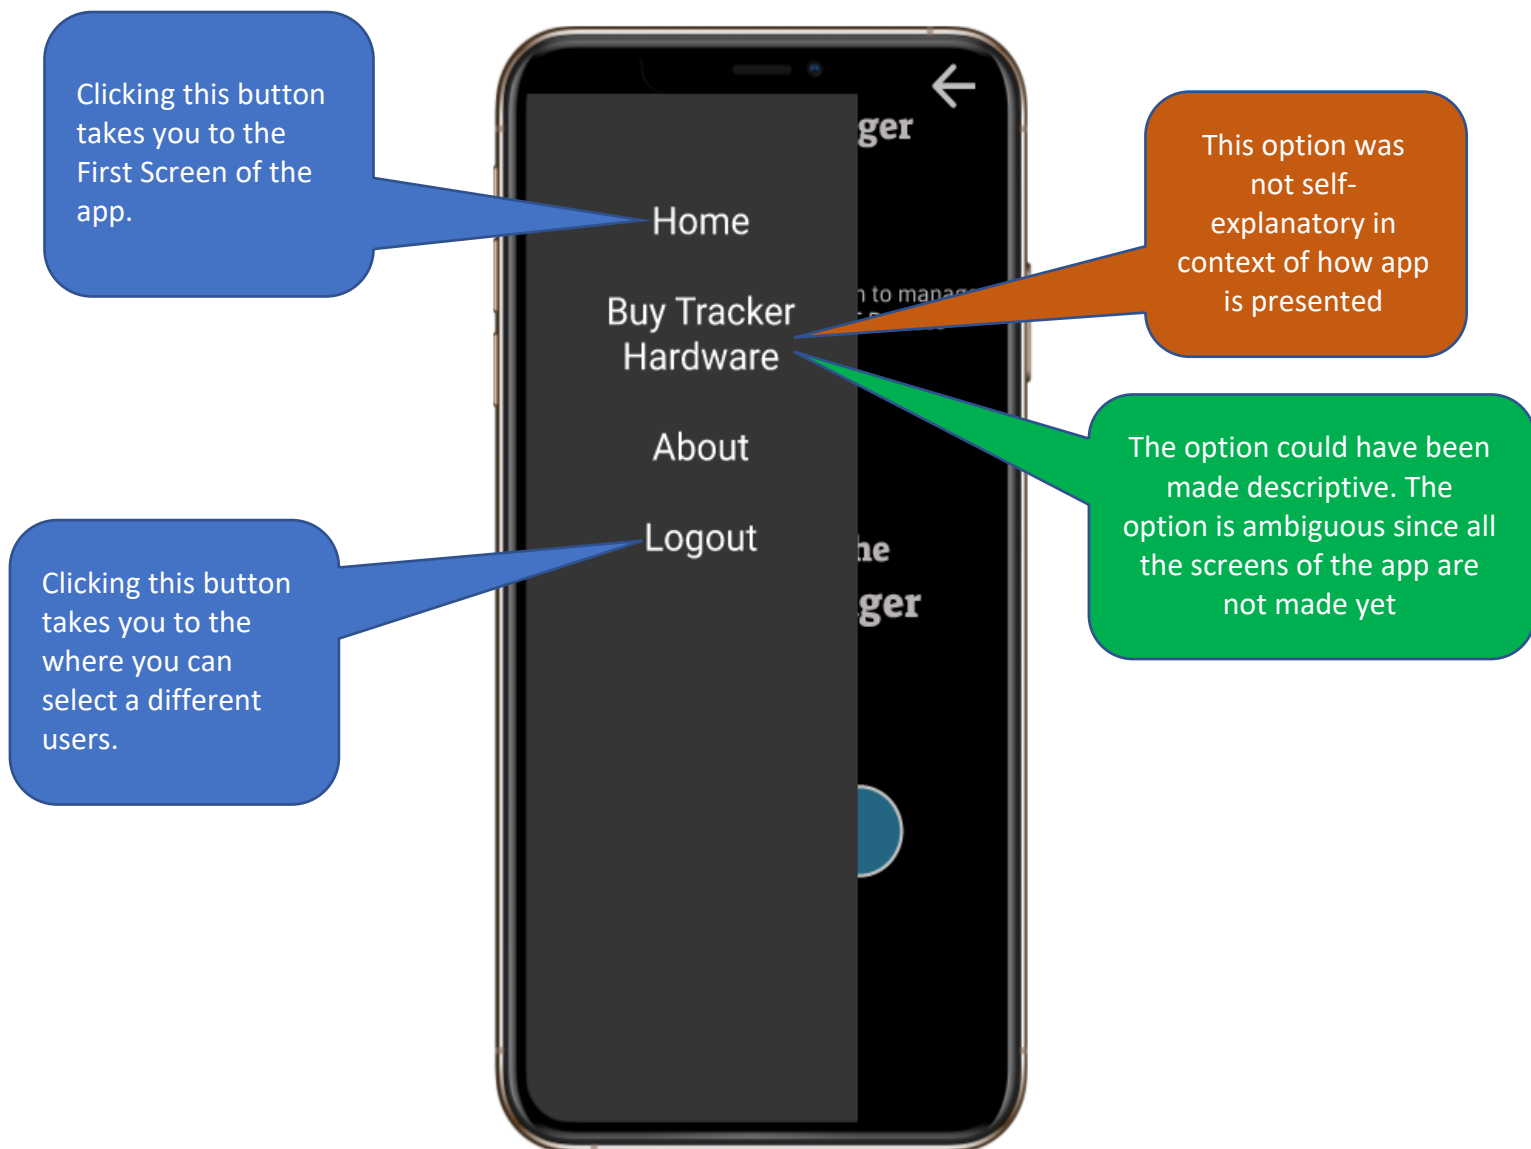 Clicking this button
takes you to the
First Screen of the
app.
ger
This option was
not self-
explanatory in
context of how app
is presented
Home
n to manage
Buy Tracker
Hardware
The option could have been
made descriptive. The
option is ambiguous since all
the screens of the app are
not made yet
About
Logout
he
ger
Clicking this button
takes you to the
where you can
select a different
users.